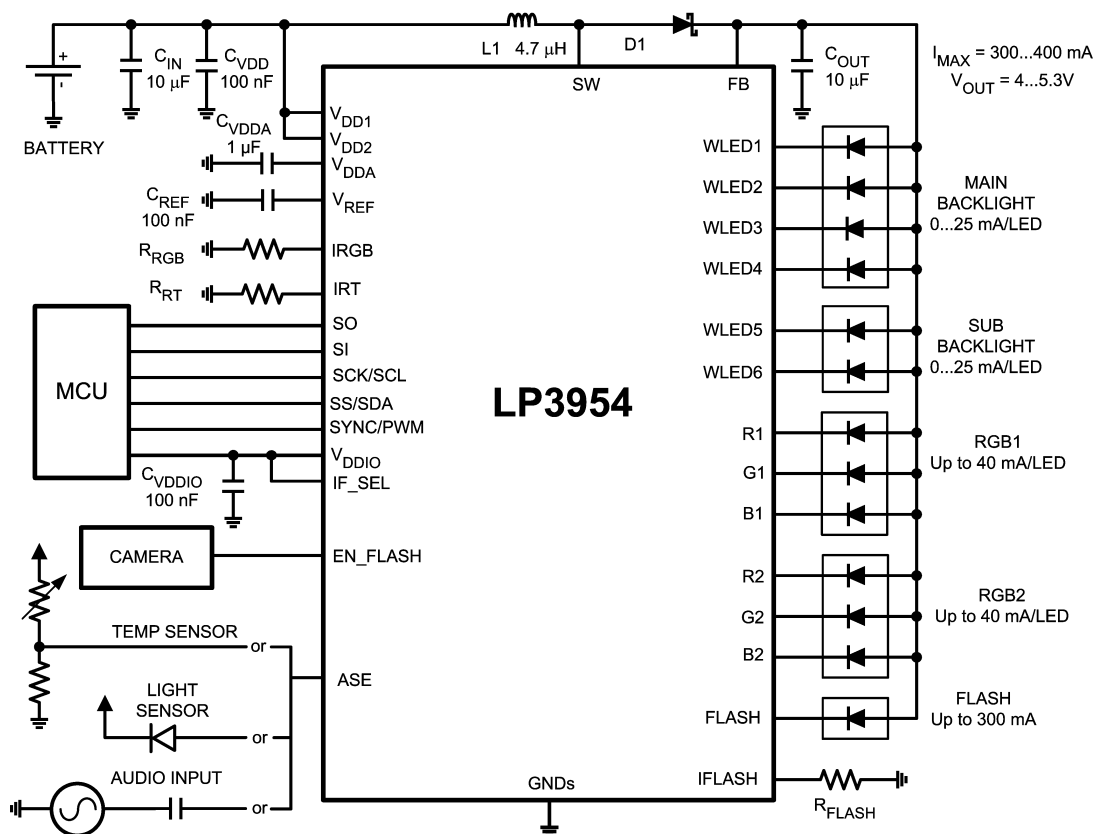 L1 4.7 µH
D1
C_IN
10 µF
C_VDD
100 nF
C_OUT
10 µF
I_MAX = 300...400 mA
V_OUT = 4...5.3V
+
-
BATTERY
SW
FB
C_VDDA
1 µF
V_DD1
V_DD2
V_DDA
C_REF
100 nF
V_REF
R_RGB
IRGB
R_RT
IRT
MCU
SO
SI
SCK/SCL
SS/SDA
SYNC/PWM
V_DDIO
IF_SEL
C_VDDIO
100 nF
CAMERA
EN_FLASH
TEMP SENSOR
or
LIGHT
SENSOR
or
AUDIO INPUT
or
ASE
LP3954
GNDs
WLED1
WLED2
WLED3
WLED4
MAIN
BACKLIGHT
0...25 mA/LED
WLED5
WLED6
SUB
BACKLIGHT
0...25 mA/LED
R1
G1
B1
RGB1
Up to 40 mA/LED
R2
G2
B2
RGB2
Up to 40 mA/LED
FLASH
FLASH
Up to 300 mA
IFLASH
R_FLASH